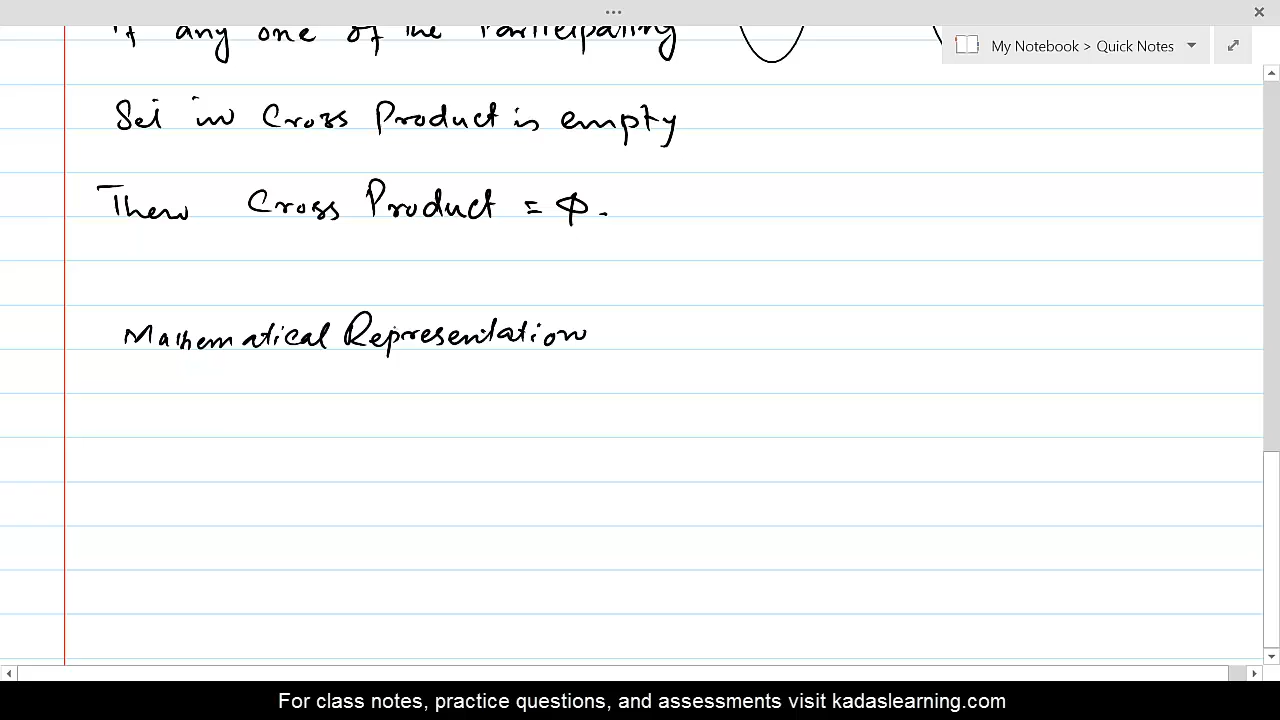 ...
My Notebook > Quick Notes
If any one of the Participating
Set in Cross Product is empty
Then Cross Product = Φ.
Mathematical Representation
For class notes, practice questions, and assessments visit kadaslearning.com